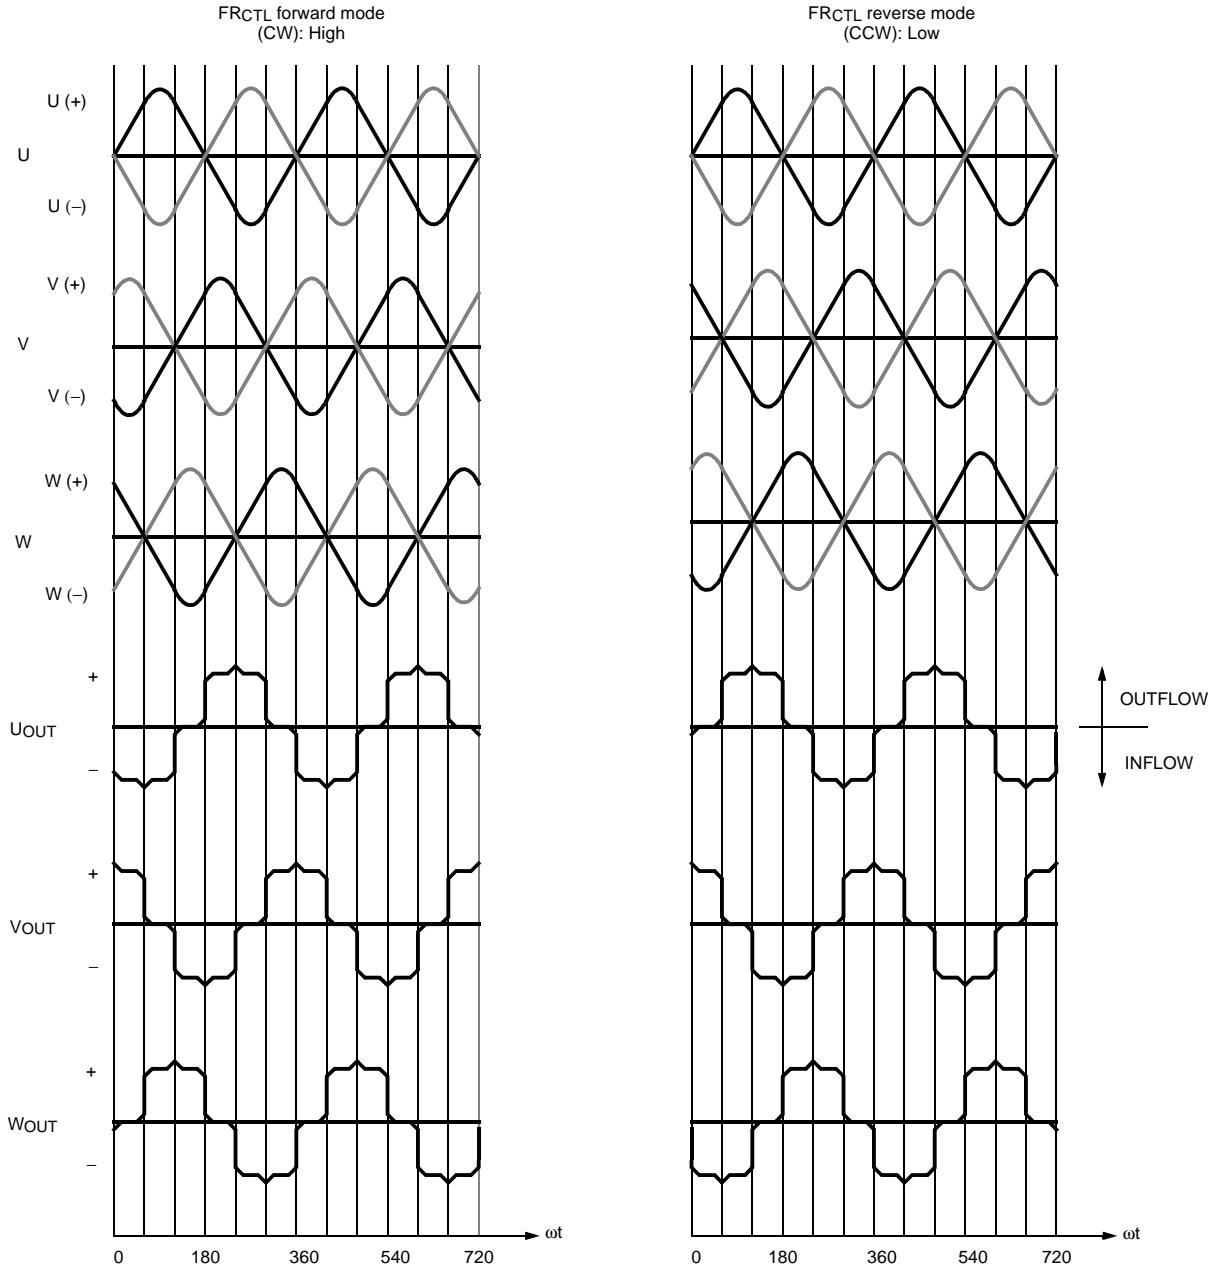 FRCTL forward mode
(CW): High
FRCTL reverse mode
(CCW): Low
U (+)
U
U (−)
V (+)
V
V (−)
W (+)
W
W (−)
+
UOUT
−
OUTFLOW
INFLOW
+
VOUT
−
+
WOUT
−
ωt
0 180 360 540 720
ωt
0 180 360 540 720